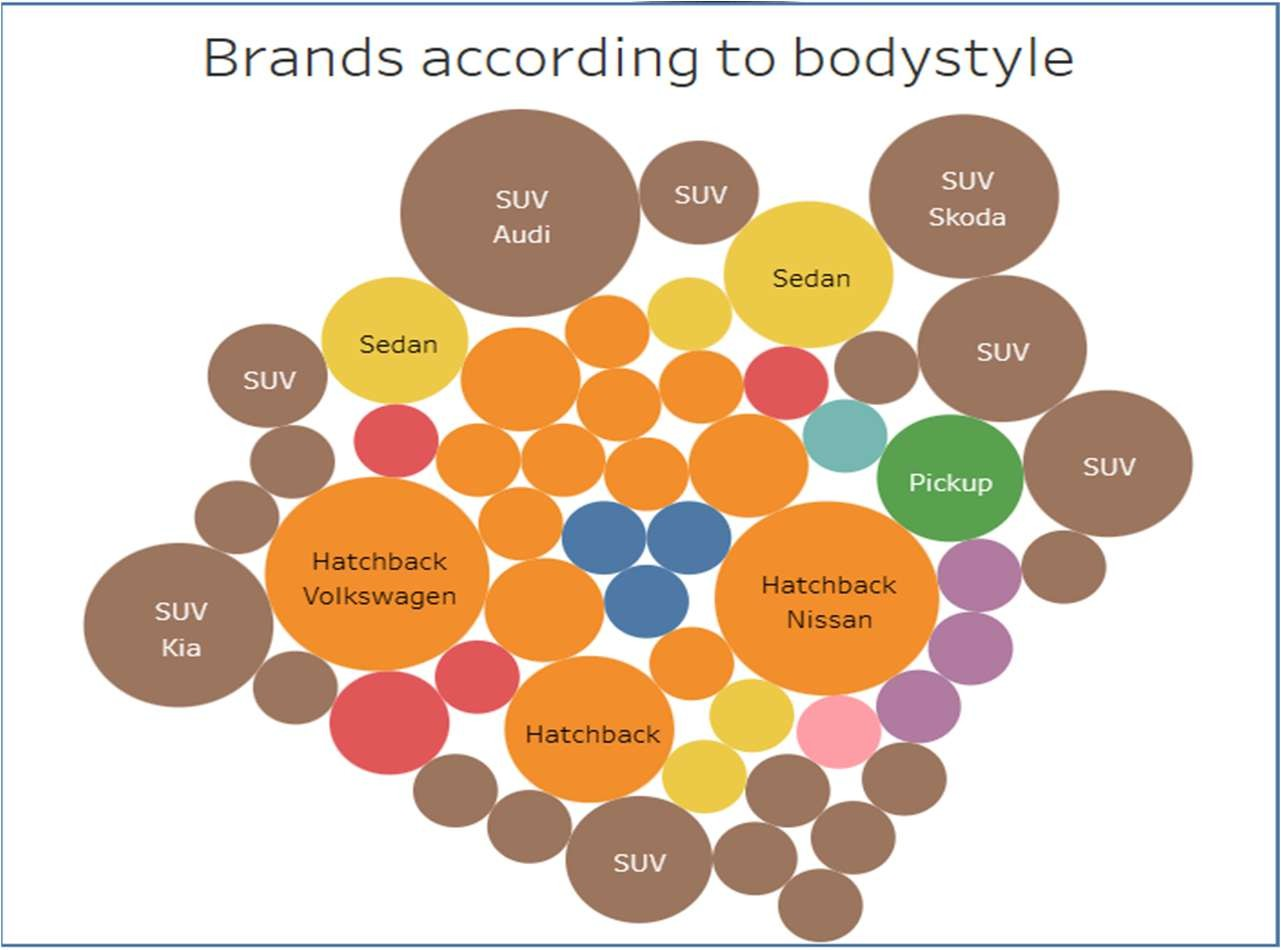 Brands according to bodystyle
SUV
Audi
SUV
SUV
Skoda
Sedan
Sedan
SUV
SUV
SUV
Pickup
Hatchback
Volkswagen
Hatchback
Nissan
SUV
Kia
Hatchback
SUV